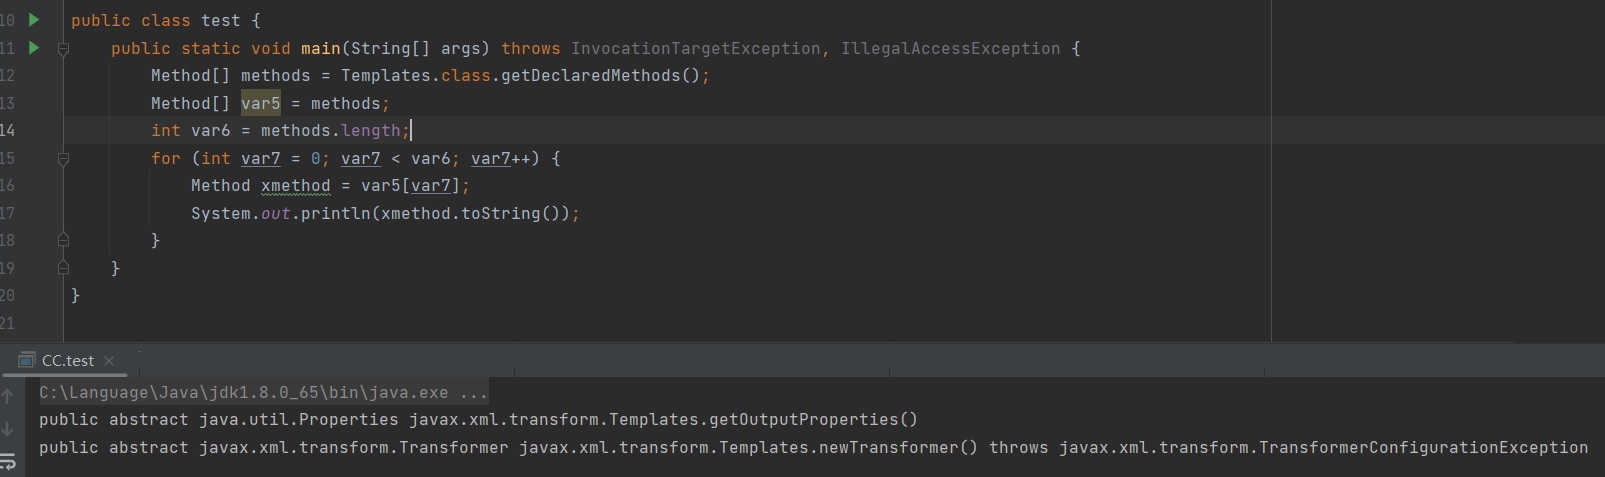 10 public class test {
11 public static void main(String[] args) throws InvocationTargetException, IllegalAccessException {
12 Method[] methods = Templates.class.getDeclaredMethods();
13 Method[] var5 = methods;
14 int var6 = methods.length;
15 for (int var7 = 0; var7 < var6; var7++) {
16 Method xmethod = var5[var7];
17 System.out.println(xmethod.toString());
18 }
19 }
20 }
21
CC.test
C:\Language\Java\jdk1.8.0_65\bin\java.exe ...
public abstract java.util.Properties javax.xml.transform.Templates.getOutputProperties()
public abstract javax.xml.transform.Transformer javax.xml.transform.Templates.newTransformer() throws javax.xml.transform.TransformerConfigurationException